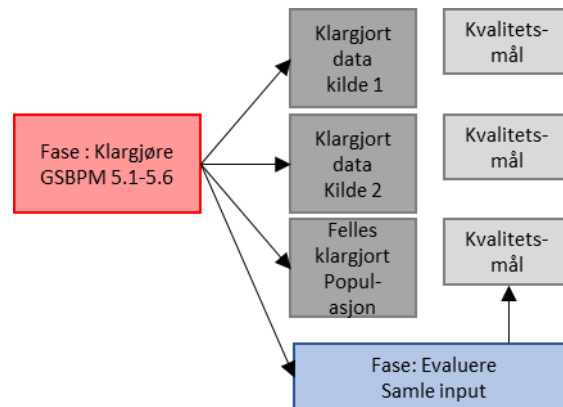 Fase : Klargjøre
GSBPM 5.1-5.6
Klargjort
data
kilde 1
Kvalitets-
mål
Klargjort
data
Kilde 2
Kvalitets-
mål
Felles
klargjort
Popul-
asjon
Kvalitets-
mål
Fase: Evaluere
Samle input